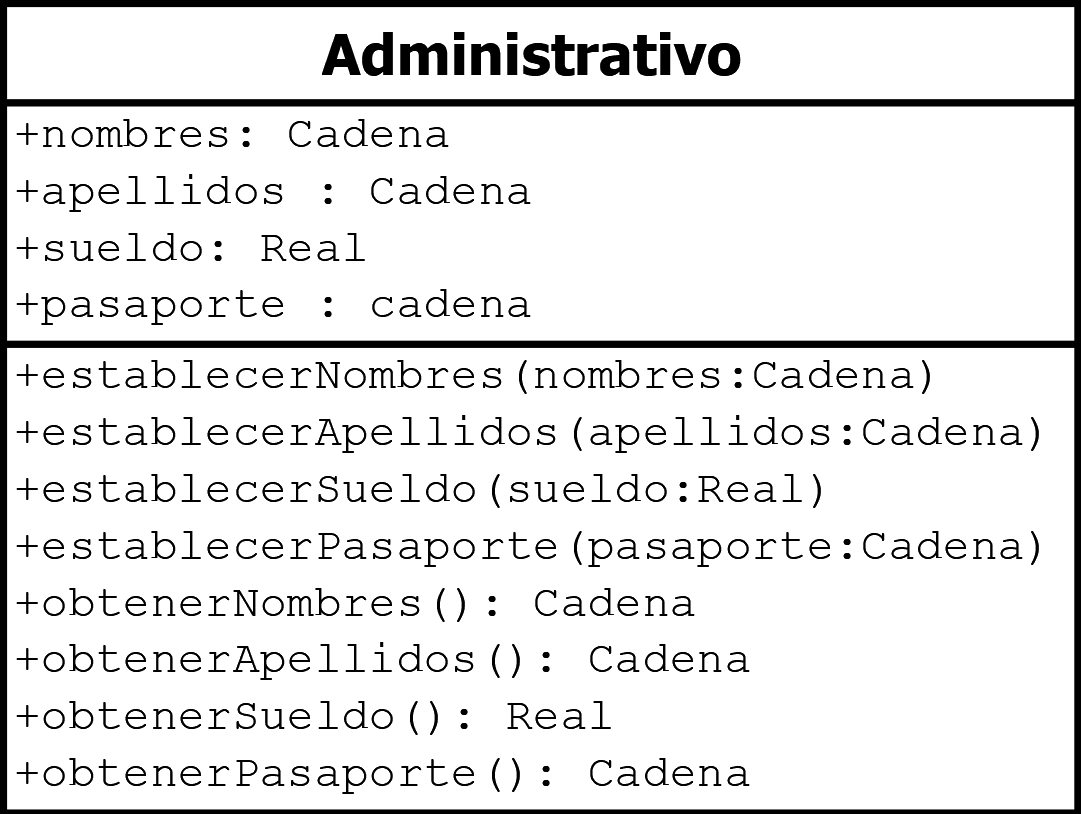 Administrativo
+nombres: Cadena
+apellidos : Cadena
+sueldo: Real
+pasaporte : cadena
+establecerNombres(nombres:Cadena)
+establecerApellidos(apellidos:Cadena)
+establecerSueldo(sueldo:Real)
+establecerPasaporte(pasaporte:Cadena)
+obtenerNombres(): Cadena
+obtenerApellidos(): Cadena
+obtenerSueldo(): Real
+obtenerPasaporte(): Cadena